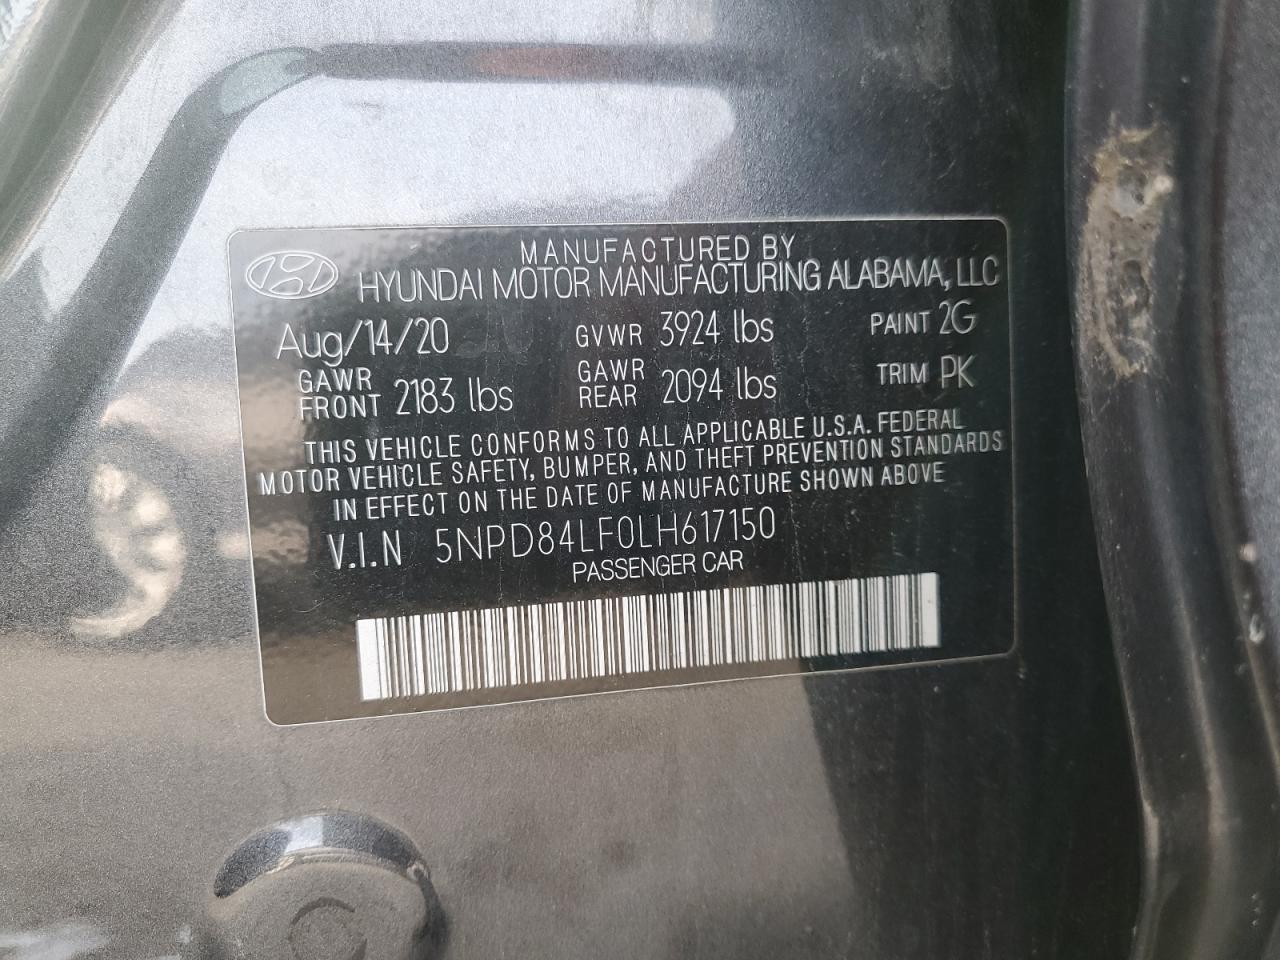 MANUFACTURED BY
HYUNDAI MOTOR MANUFACTURING ALABAMA, LLC
Aug/14/20 GVWR 3924 lbs PAINT 2G
GAWR FRONT 2183 lbs GAWR REAR 2094 lbs TRIM PK
THIS VEHICLE CONFORMS TO ALL APPLICABLE U.S.A. FEDERAL
MOTOR VEHICLE SAFETY, BUMPER, AND THEFT PREVENTION STANDARDS
IN EFFECT ON THE DATE OF MANUFACTURE SHOWN ABOVE
V.I.N 5NPD84LF0LH617150
PASSENGER CAR